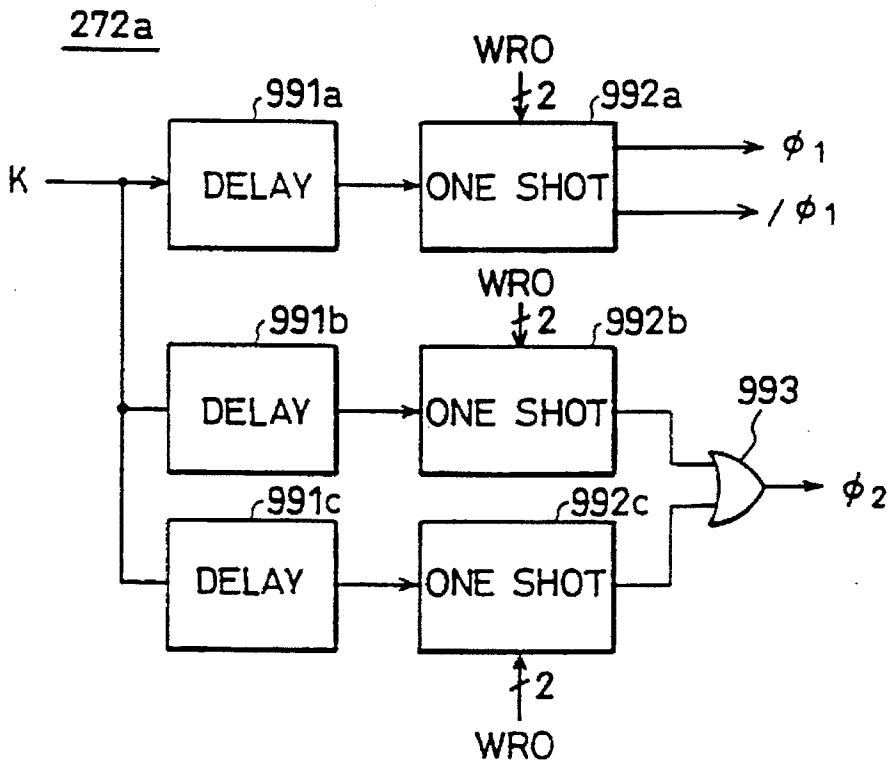 272a
WRO
2
991a
992a
K
DELAY
ONE SHOT
φ1
/φ1
WRO
2
991b
992b
DELAY
ONE SHOT
993
φ2
991c
992c
DELAY
ONE SHOT
2
WRO